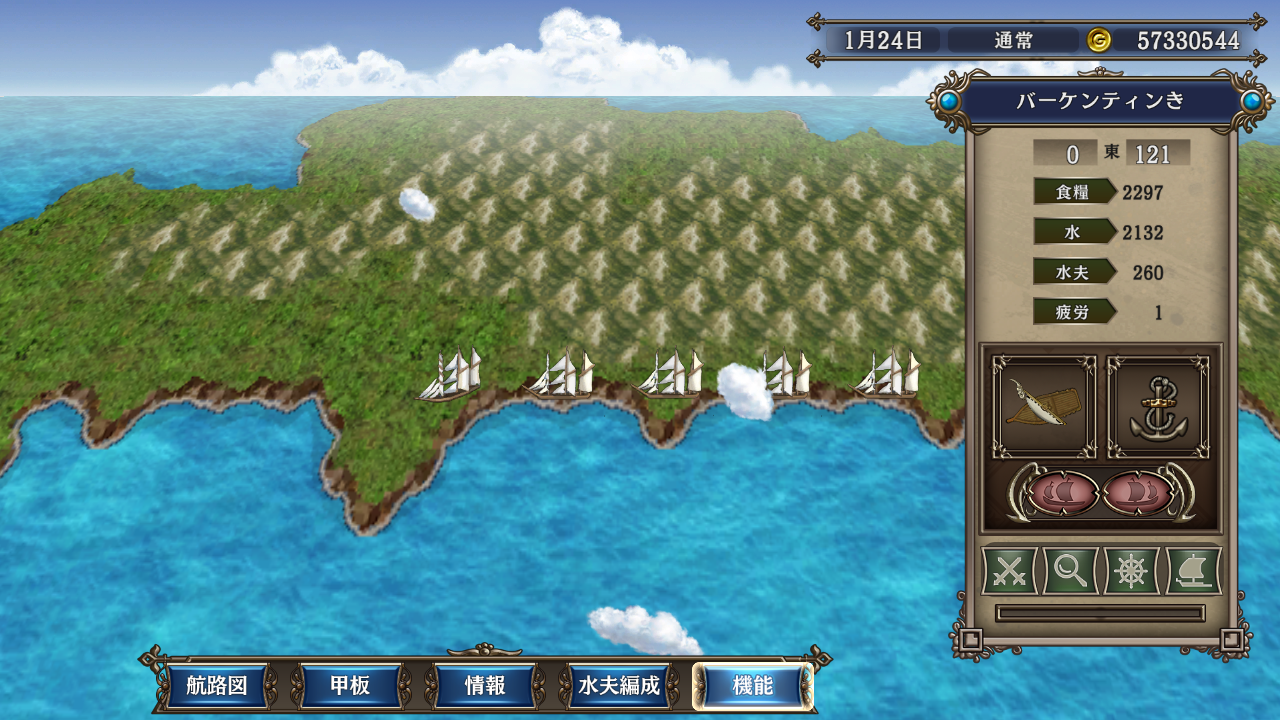 1月24日 通常 G 57330544
バーケンティンき
0 東 121
食糧 2297
水 2132
水夫 260
疲労 1
航路図 甲板 情報 水夫編成 機能